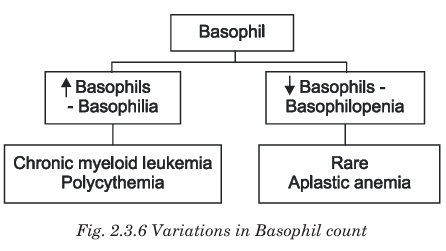 Basophil
↑ Basophils
- Basophilia
↓ Basophils -
Basophilopenia
Chronic myeloid leukemia
Polycythemia
Rare
Aplastic anemia
Fig. 2.3.6 Variations in Basophil count